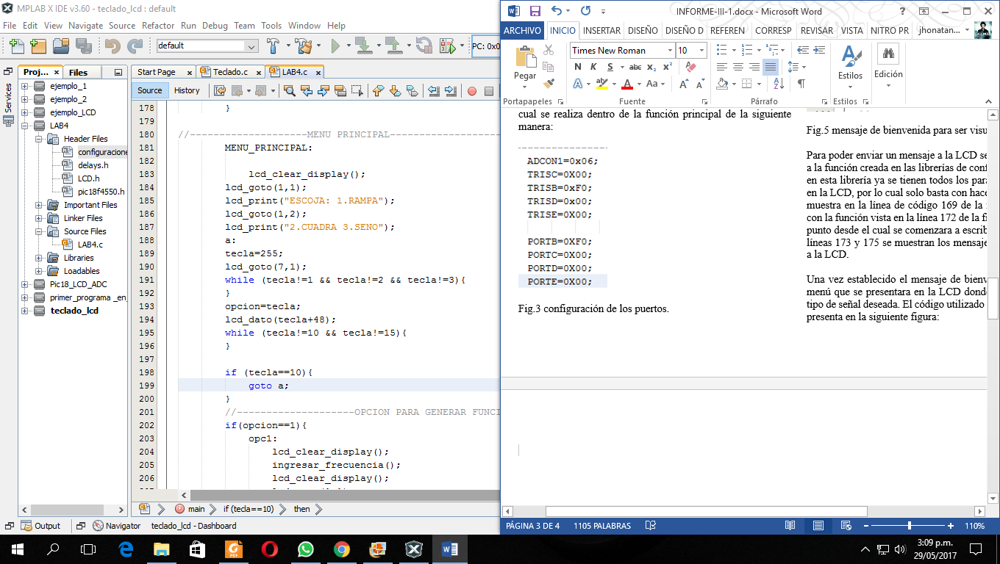 MPLAB X IDE v3.60 - teclado_lcd : default
File Edit View Navigate Source Refactor Run Debug Team Tools Window Help
default
PC: 0x0
Services
Proj... × Files
ejemplo_1
ejemplo_2
ejemplo_LCD
LAB4
Header Files
configuracione
delays.h
LCD.h
pic18f4550.h
Important Files
Linker Files
Source Files
LAB4.c
Libraries
Loadables
Pic18_LCD_ADC
primer_programa _en_
teclado_lcd
Start Page × Teclado.c × LAB4.c ×
Source History
178 }
179
180 //--------------------MENU PRINCIPAL-------------------
181 MENU_PRINCIPAL:
182
183 lcd_clear_display();
184 lcd_goto(1,1);
185 lcd_print("ESCOJA: 1.RAMPA");
186 lcd_goto(1,2);
187 lcd_print("2.CUADRA 3.SENO");
188 a:
189 tecla=255;
190 lcd_goto(7,1);
191 while (tecla!=1 && tecla!=2 && tecla!=3){
192 }
193 opcion=tecla;
194 lcd_dato(tecla+48);
195 while (tecla!=10 && tecla!=15){
196 }
197
198 if (tecla==10){
199 goto a;
200 }
201 //--------------------OPCION PARA GENERAR FUNCI
202 if(opcion==1){
203 opc1:
204 lcd_clear_display();
205 ingresar_frecuencia();
206 lcd_clear_display();
main if (tecla==10) then
Output Navigator teclado_lcd - Dashboard
INFORME-III-1.docx - Microsoft Word
ARCHIVO INICIO INSERTAR DISEÑO DISEÑO D REFEREN CORRESP REVISAR VISTA NITRO PR jhonatan...
Times New Roman 10
Pegar
N K S abc x₂ x²
A ab A Aa A A
Estilos
Edición
Portapapeles Fuente Párrafo Estilos
cual se realiza dentro de la función principal de la siguiente
manera:
ADCON1=0x06;
TRISC=0X00;
TRISB=0xF0;
TRISD=0x00;
TRISE=0X00;
PORTB=0XF0;
PORTC=0X00;
PORTD=0X00;
PORTE=0X00;
Fig.3 configuración de los puertos.
Fig.5 mensaje de bienvenida para ser visu
Para poder enviar un mensaje a la LCD se
a la función creada en las librerías de conf
en esta librería ya se tienen todos los pará
en la LCD, por lo cual solo basta con hace
muestra en la línea de código 169 de la
con la función vista en la línea 172 de la fi
punto desde el cual se comenzara a escrib
líneas 173 y 175 se muestran los mensaje
a la LCD.
Una vez establecido el mensaje de bienv
menú que se presentara en la LCD dond
tipo de señal deseada. El código utilizado
presenta en la siguiente figura:
PÁGINA 3 DE 4 1105 PALABRAS 110%
3:09 p.m.
29/05/2017